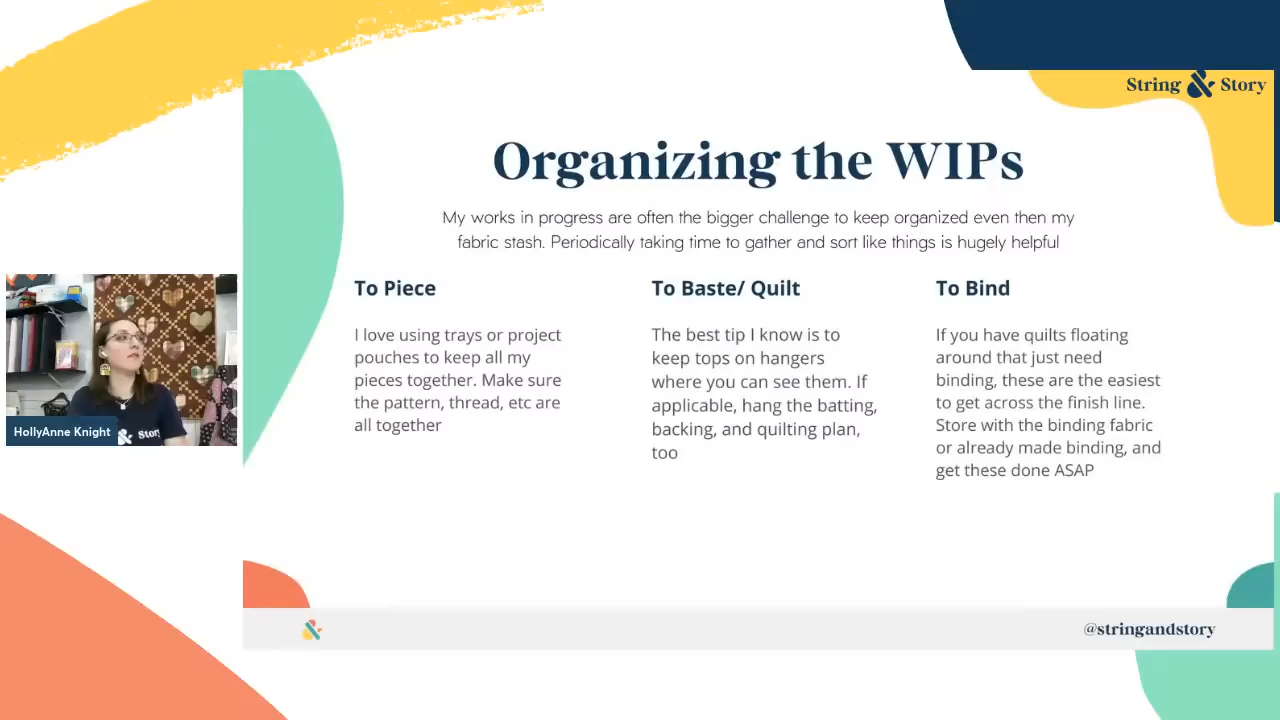 String & Story
Organizing the WIPs
My works in progress are often the bigger challenge to keep organized even then my
fabric stash. Periodically taking time to gather and sort like things is hugely helpful
To Piece
I love using trays or project
pouches to keep all my
pieces together. Make sure
the pattern, thread, etc are
all together
To Baste/ Quilt
The best tip I know is to
keep tops on hangers
where you can see them. If
applicable, hang the batting,
backing, and quilting plan,
too
To Bind
If you have quilts floating
around that just need
binding, these are the easiest
to get across the finish line.
Store with the binding fabric
or already made binding, and
get these done ASAP
HollyAnne Knight
& Story
&
@stringandstory